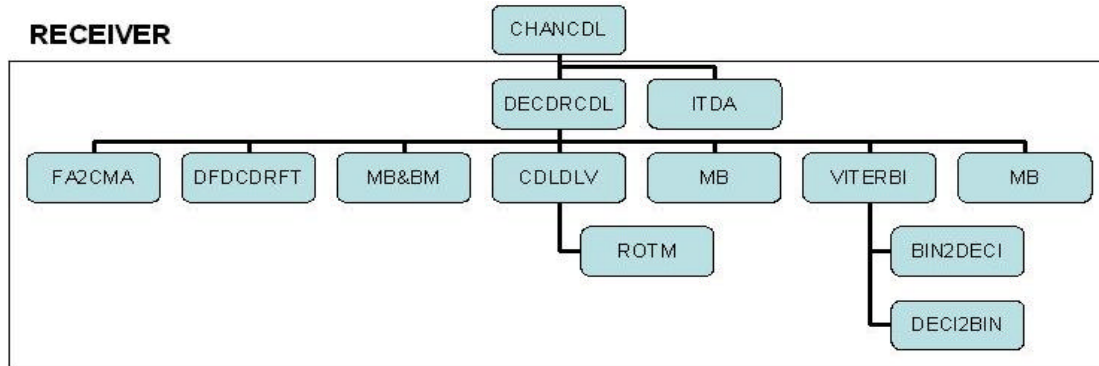 RECEIVER
CHANCDL
DECDRCDL
ITDA
FA2CMA
DFDCDRFT
MB&BM
CDLDLV
MB
VITERBI
MB
ROTM
BIN2DECI
DECI2BIN